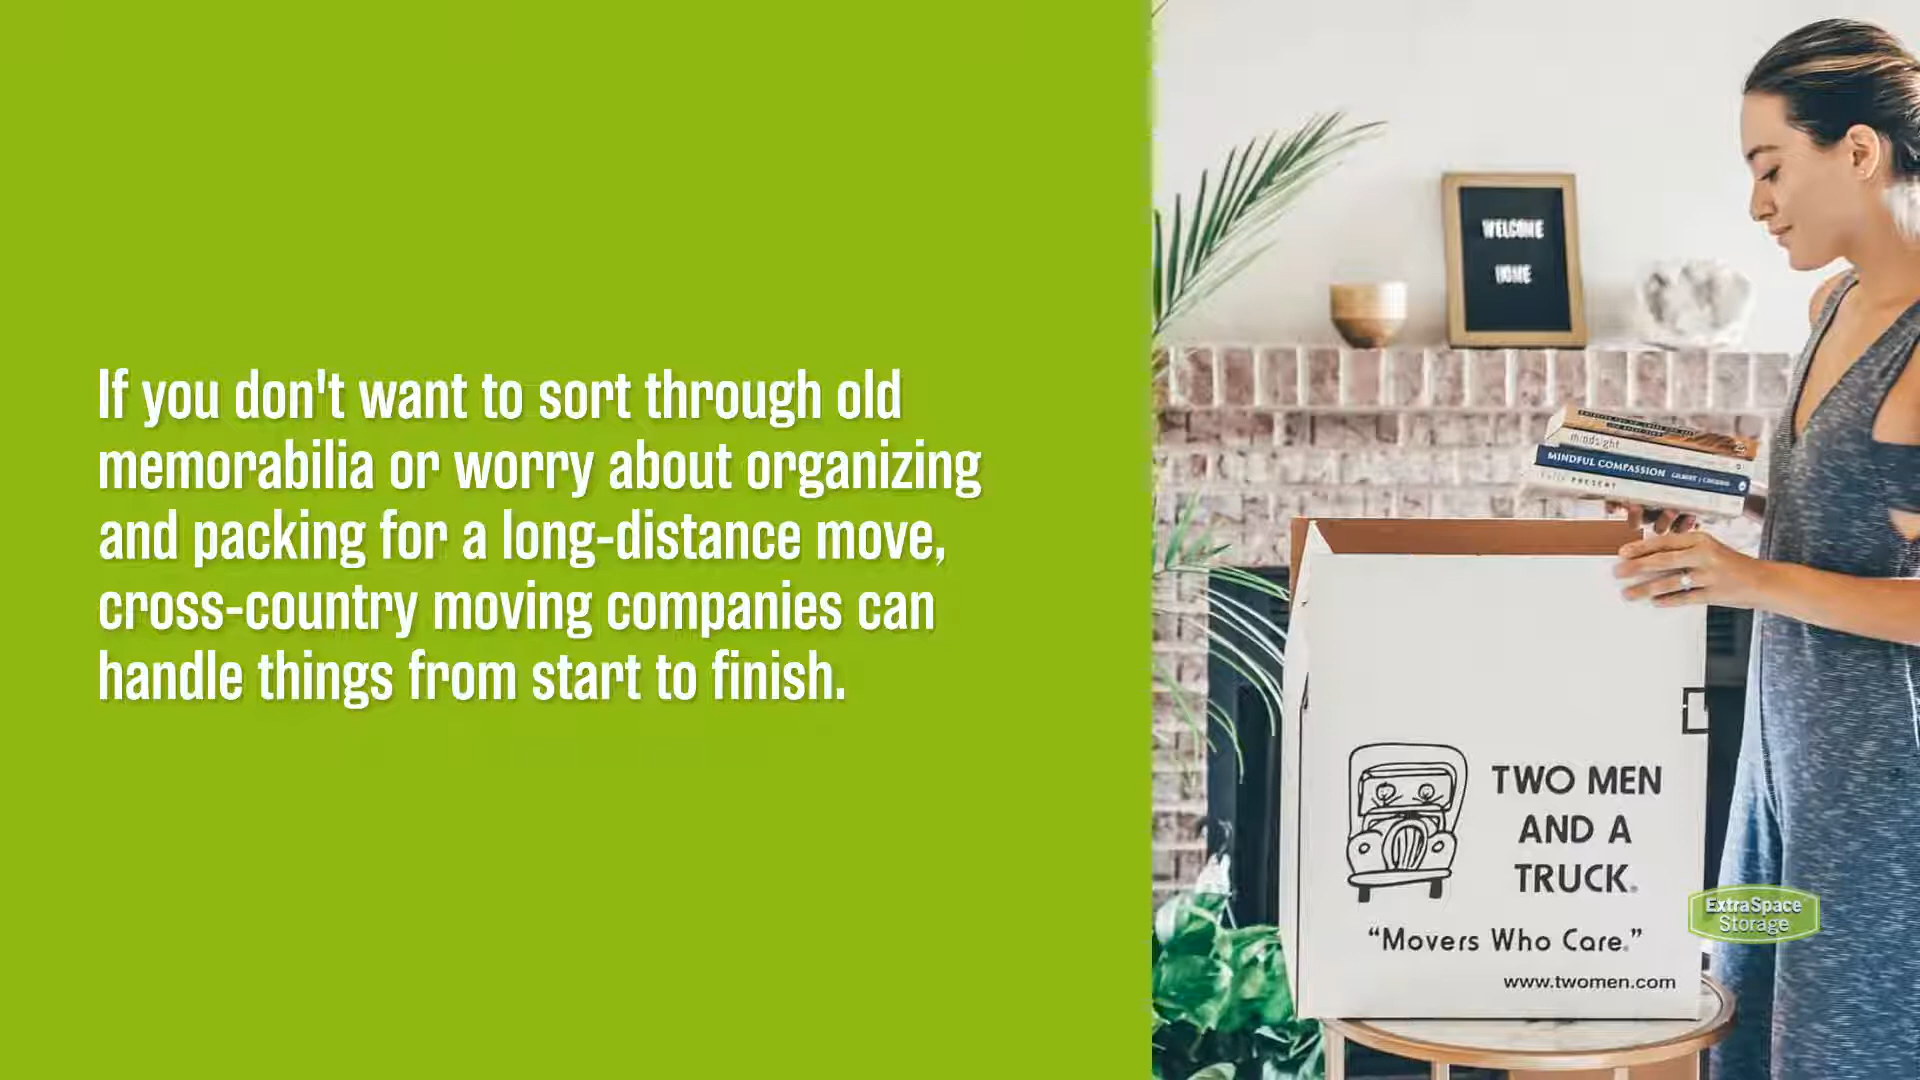 If you don't want to sort through old
memorabilia or worry about organizing
and packing for a long-distance move,
cross-country moving companies can
handle things from start to finish.
WELCOME
HOME
mindsight
MINDFUL COMPASSION
PRESENT
TWO MEN
AND A
TRUCK®
“Movers Who Care.”
www.twomen.com
ExtraSpace
Storage